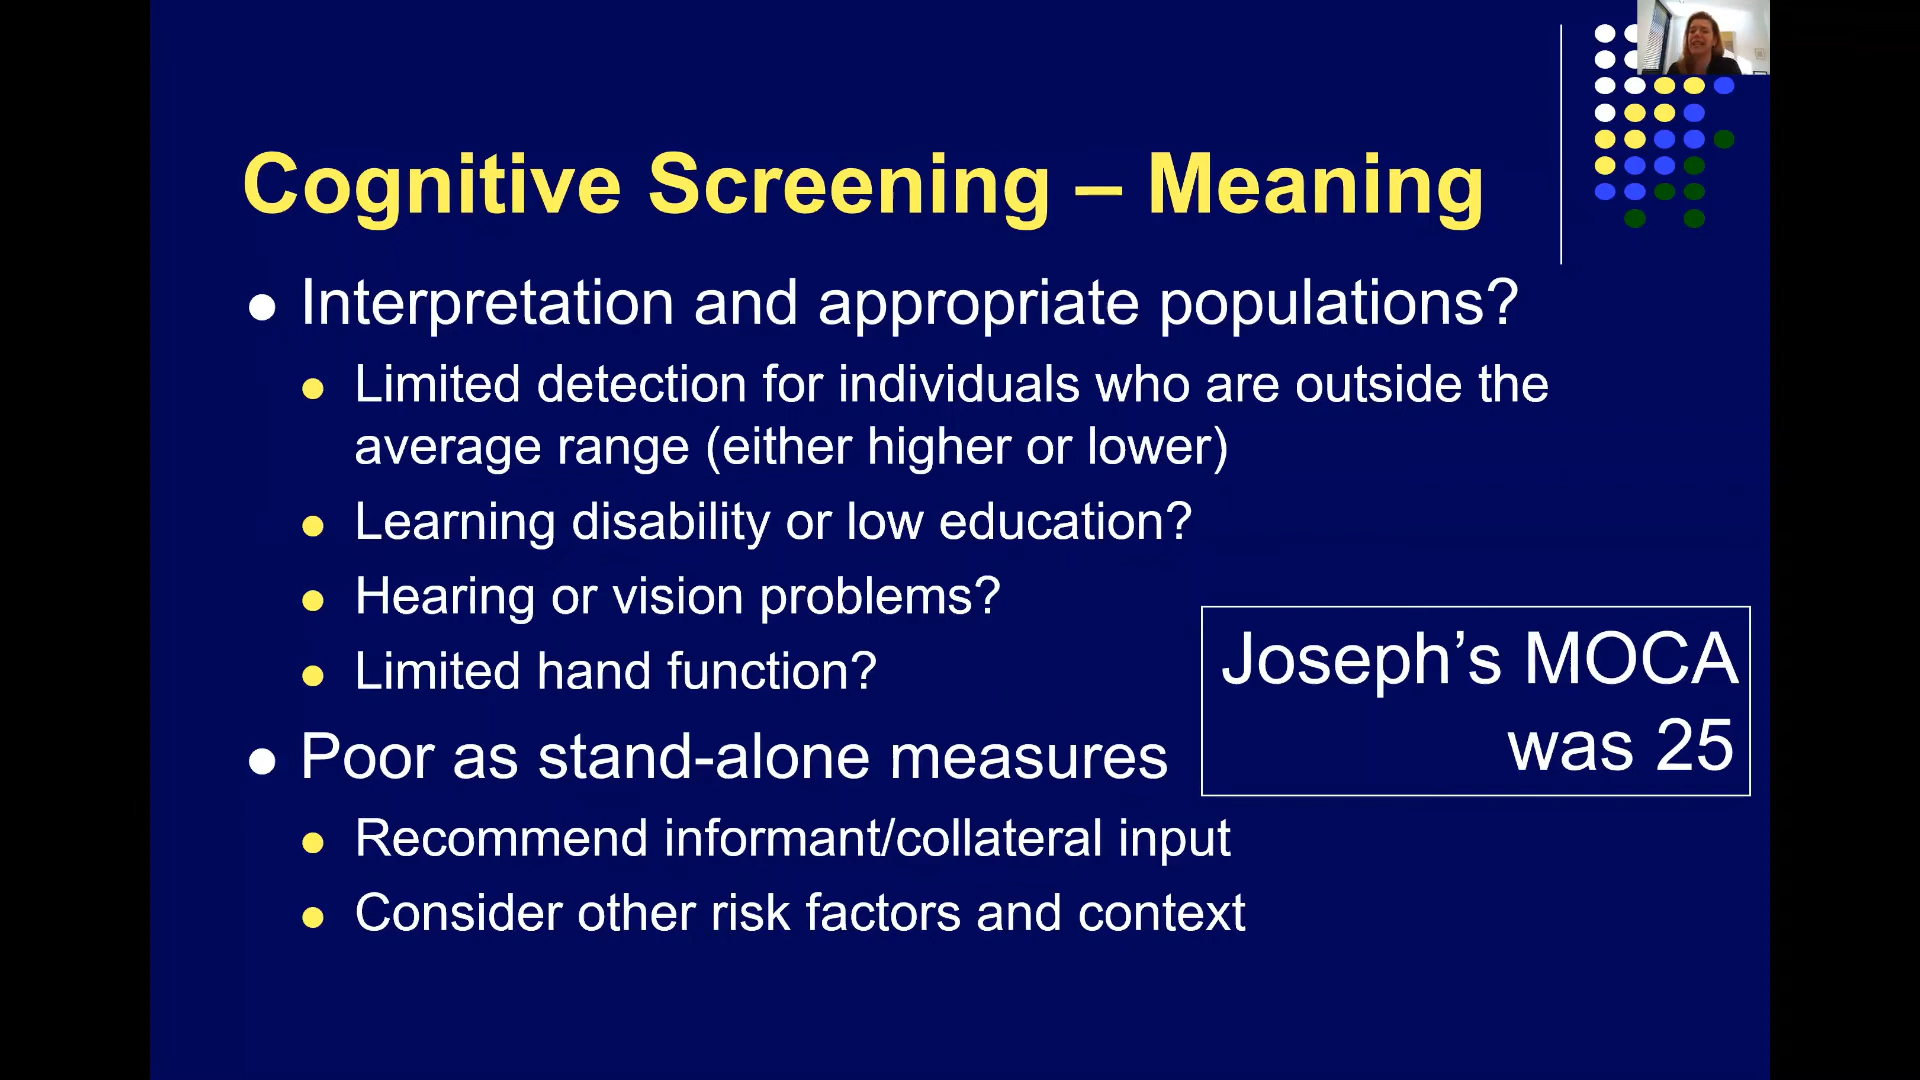 Cognitive Screening – Meaning
Interpretation and appropriate populations?
Limited detection for individuals who are outside the
average range (either higher or lower)
Learning disability or low education?
Hearing or vision problems?
Limited hand function?
Poor as stand-alone measures
Recommend informant/collateral input
Consider other risk factors and context
Joseph’s MOCA
was 25